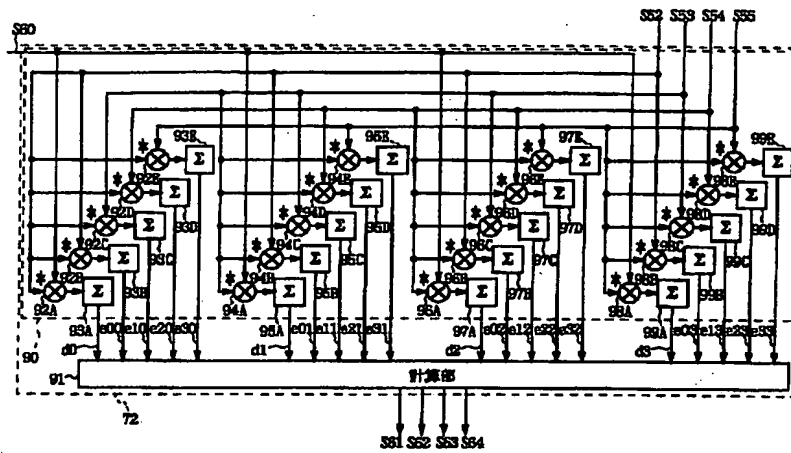 S60
S52 S53 S54 S55
93E 95E 97E 99E
* Σ * Σ * Σ * Σ
92E 94E 96E 98E
* Σ * Σ * Σ * Σ
92D 93D 94D 95D 96D 97D 98D 99D
* Σ * Σ * Σ * Σ
92C 93C 94C 95C 96C 97C 98C 99C
* Σ * Σ * Σ * Σ
92B 93B 94B 95B 96B 97B 98B 99B
* Σ * Σ * Σ * Σ
92A 94A 96A 98A
93A 95A 97A 99A
90 d0 e00 e10 e20 e30 d1 e01 e11 e21 e31 d2 e02 e12 e22 e32 d3 e03 e13 e23 e33
91 計算部
72
S61 S62 S63 S64